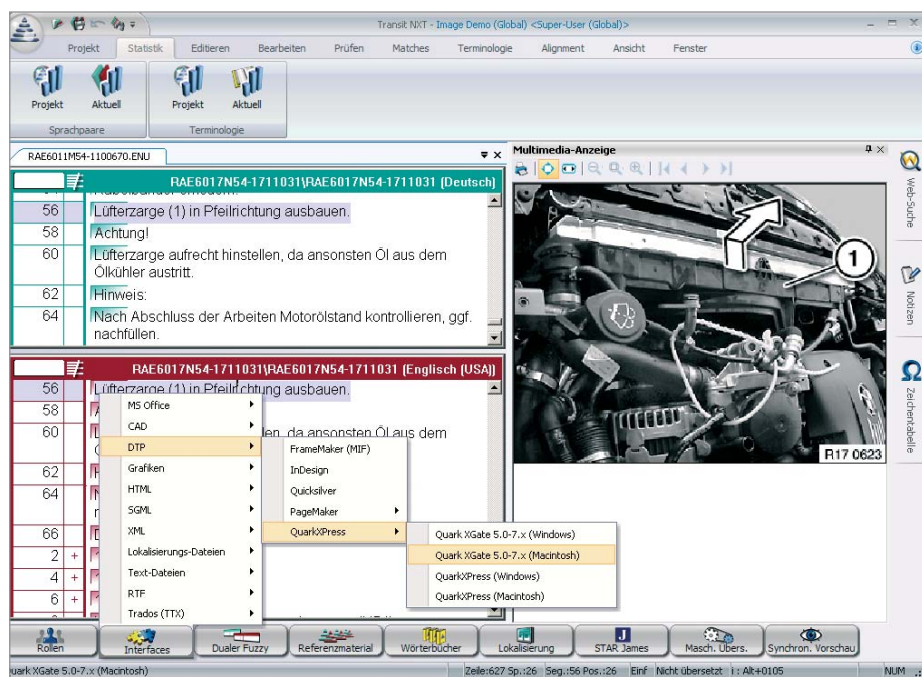 Transit NXT - Image Demo (Global) <Super-User (Global)>
Projekt Statistik Editieren Bearbeiten Prüfen Matches Terminologie Alignment Ansicht Fenster
Projekt Aktuell Projekt Aktuell
Sprachpaare Terminologie
RAE6011M54-1100670.ENU
RAE6017N54-1711031\RAE6017N54-1711031 (Deutsch)
56 Lüfterzarge (1) in Pfeilrichtung ausbauen.
58 Achtung!
60 Lüfterzarge aufrecht hinstellen, da ansonsten Öl aus dem
Ölkühler austritt.
62 Hinweis:
64 Nach Abschluss der Arbeiten Motorölstand kontrollieren, ggf.
nachfüllen.
RAE6017N54-1711031\RAE6017N54-1711031 (Englisch (USA))
56 Lüfterzarge (1) in Pfeilrichtung ausbauen.
58
60 len, da ansonsten Öl aus dem
62
64
66
2 +
4 +
6 +
MS Office
CAD
DTP
Grafiken
HTML
SGML
XML
Lokalisierungs-Dateien
Text-Dateien
RTF
Trados (TTX)
FrameMaker (MIF)
InDesign
Quicksilver
PageMaker
QuarkXPress
Quark XGate 5.0-7.x (Windows)
Quark XGate 5.0-7.x (Macintosh)
QuarkXPress (Windows)
QuarkXPress (Macintosh)
Multimedia-Anzeige
1
R17 0623
Web-Suche
Notizen
Zeichentabelle
Rollen Interfaces Dualer Fuzzy Referenzmaterial Wörterbücher Lokalisierung STAR James Masch. Übers. Synchron. Vorschau
uark XGate 5.0-7.x (Macintosh) Zeile:627 Sp.:26 Seg.:56 Pos.:26 Einf Nicht übersetzt i : Alt+0105 NUM